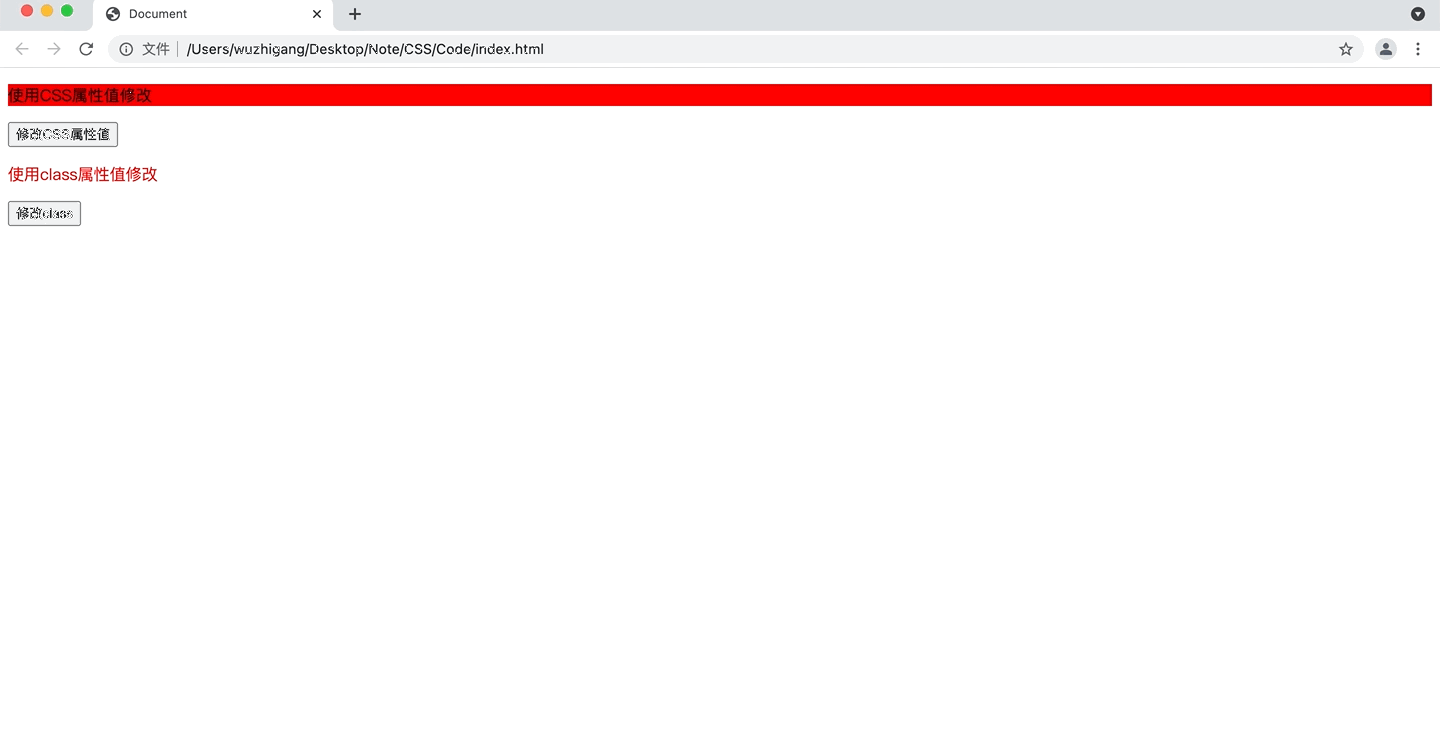 Document
文件 /Users/wuzhigang/Desktop/Note/CSS/Code/index.html
使用CSS属性值修改
修改CSS属性值
使用class属性值修改
修改class